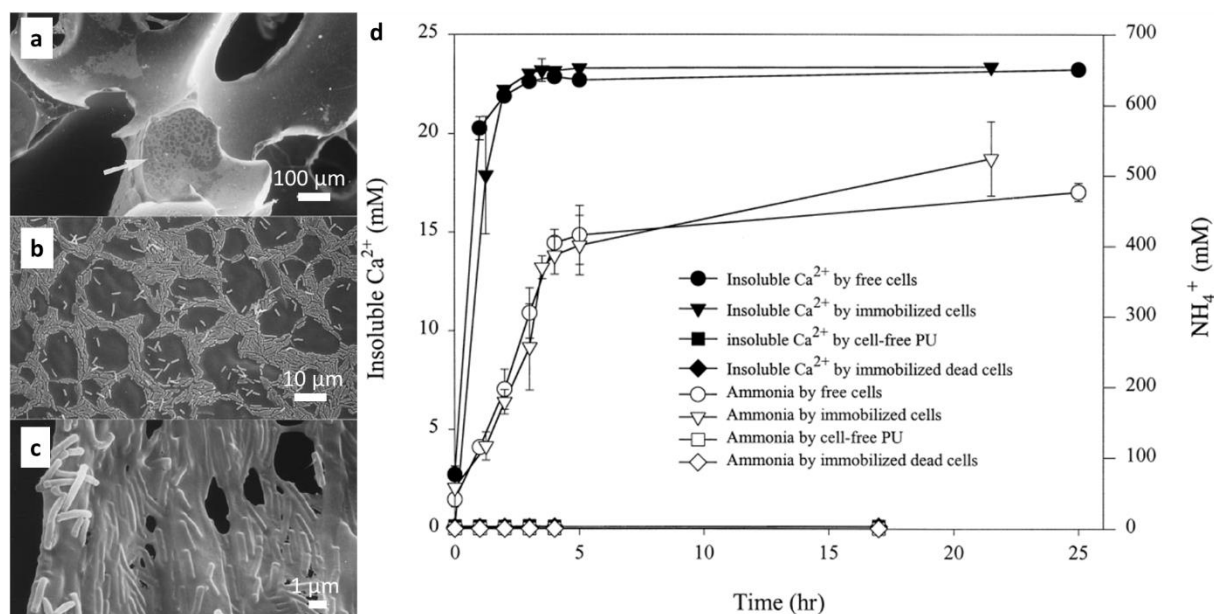 a
100 µm
b
10 µm
c
1 µm
d
25
20
15
10
5
0
Insoluble Ca²⁺ (mM)
700
600
500
400
300
200
100
0
NH₄⁺ (mM)
Insoluble Ca²⁺ by free cells
Insoluble Ca²⁺ by immobilized cells
insoluble Ca²⁺ by cell-free PU
Insoluble Ca²⁺ by immobilized dead cells
Ammonia by free cells
Ammonia by immobilized cells
Ammonia by cell-free PU
Ammonia by immobilized dead cells
0 5 10 15 20 25
Time (hr)